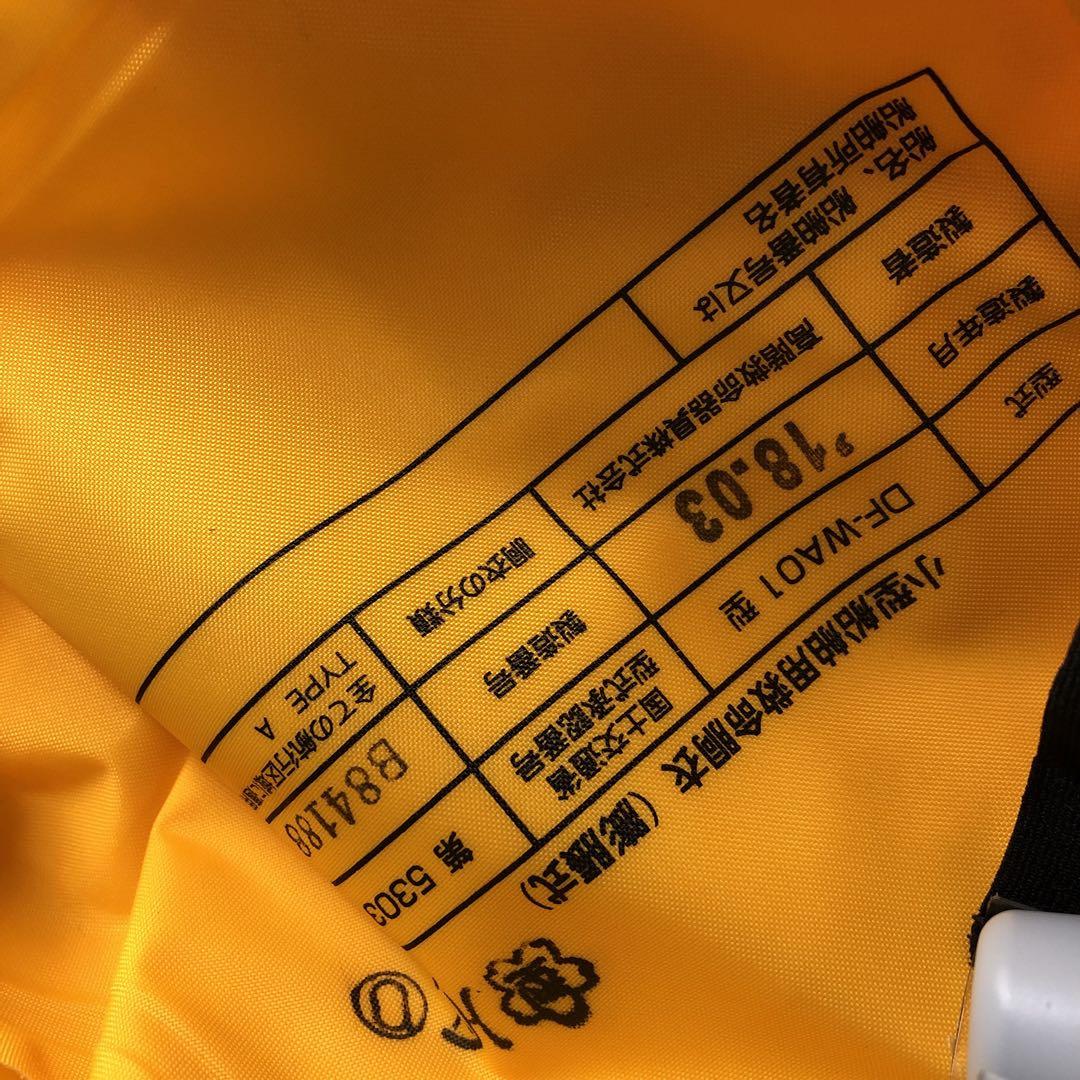 小型船舶用救命胴衣（膨脹式）
型式
DF-WA01 型
国土交通省
型式承認番号
第 5303
製造年月
'18.03
製造番号
B84188
製造者
高階救命器具株式会社
胴衣の分類
TYPE A
全ての航行区域に
船舶番号又は
船名、
船舶所有者名